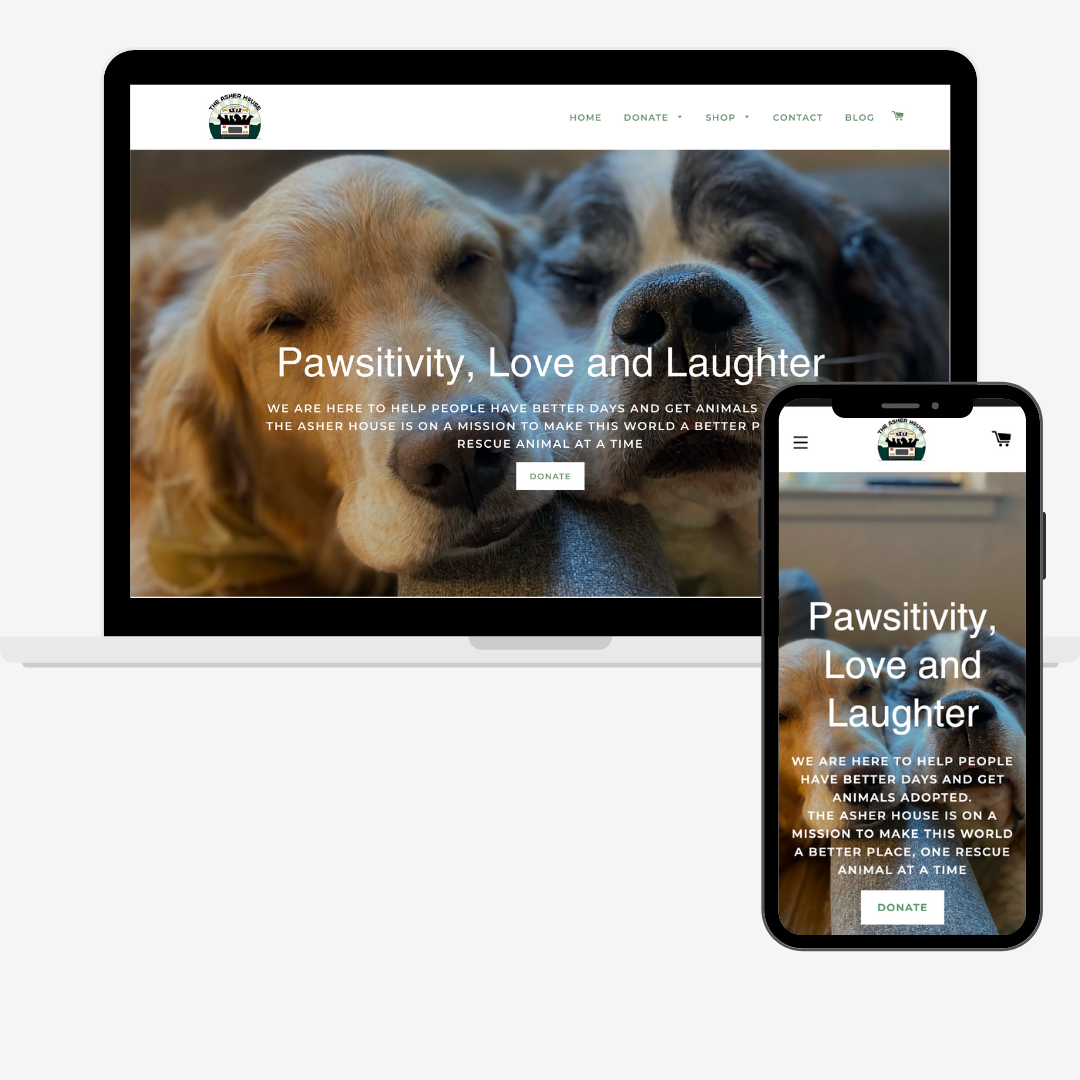 THE ASHER HOUSE
HOME DONATE SHOP CONTACT BLOG
Pawsitivity, Love and Laughter
WE ARE HERE TO HELP PEOPLE HAVE BETTER DAYS AND GET ANIMALS
THE ASHER HOUSE IS ON A MISSION TO MAKE THIS WORLD A BETTER P
RESCUE ANIMAL AT A TIME
DONATE
THE ASHER HOUSE
Pawsitivity,
Love and
Laughter
WE ARE HERE TO HELP PEOPLE
HAVE BETTER DAYS AND GET
ANIMALS ADOPTED.
THE ASHER HOUSE IS ON A
MISSION TO MAKE THIS WORLD
A BETTER PLACE, ONE RESCUE
ANIMAL AT A TIME
DONATE